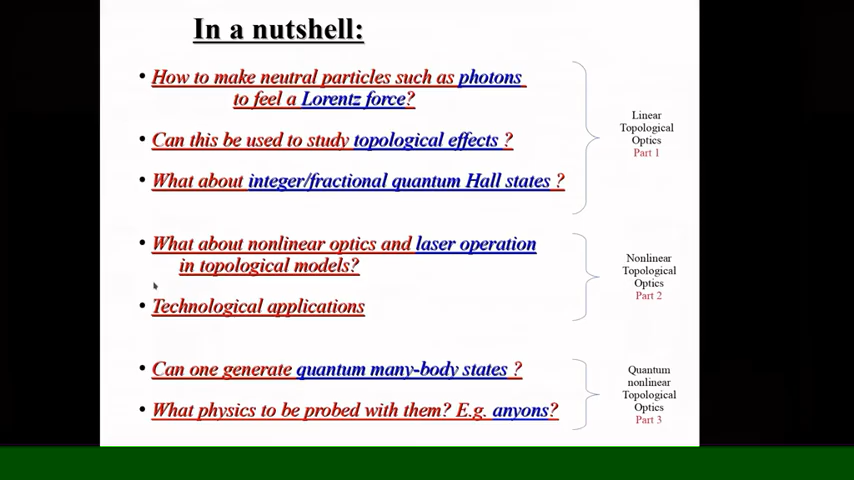 In a nutshell:
• How to make neutral particles such as photons
to feel a Lorentz force?
• Can this be used to study topological effects ?
• What about integer/fractional quantum Hall states ?
Linear
Topological
Optics
Part 1
• What about nonlinear optics and laser operation
in topological models?
• Technological applications
Nonlinear
Topological
Optics
Part 2
• Can one generate quantum many-body states ?
• What physics to be probed with them? E.g. anyons?
Quantum
nonlinear
Topological
Optics
Part 3